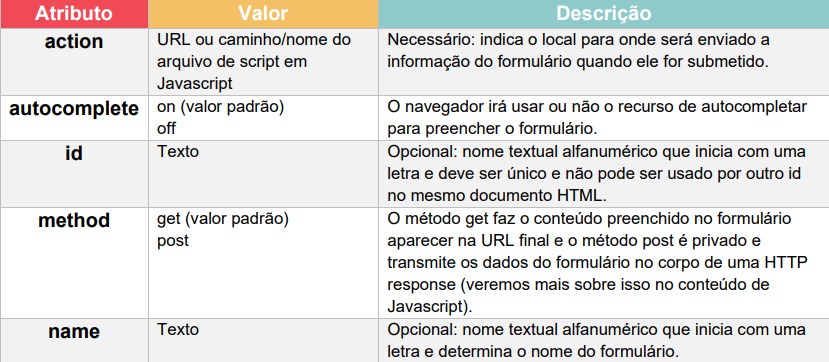 Atributo Valor Descrição
action URL ou caminho/nome do Necessário: indica o local para onde será enviado a
arquivo de script em informação do formulário quando ele for submetido.
Javascript
autocomplete on (valor padrão) O navegador irá usar ou não o recurso de autocompletar
off para preencher o formulário.
id Texto Opcional: nome textual alfanumérico que inicia com uma
letra e deve ser único e não pode ser usado por outro id
no mesmo documento HTML.
method get (valor padrão) O método get faz o conteúdo preenchido no formulário
post aparecer na URL final e o método post é privado e
transmite os dados do formulário no corpo de uma HTTP
response (veremos mais sobre isso no conteúdo de
Javascript).
name Texto Opcional: nome textual alfanumérico que inicia com uma
letra e determina o nome do formulário.